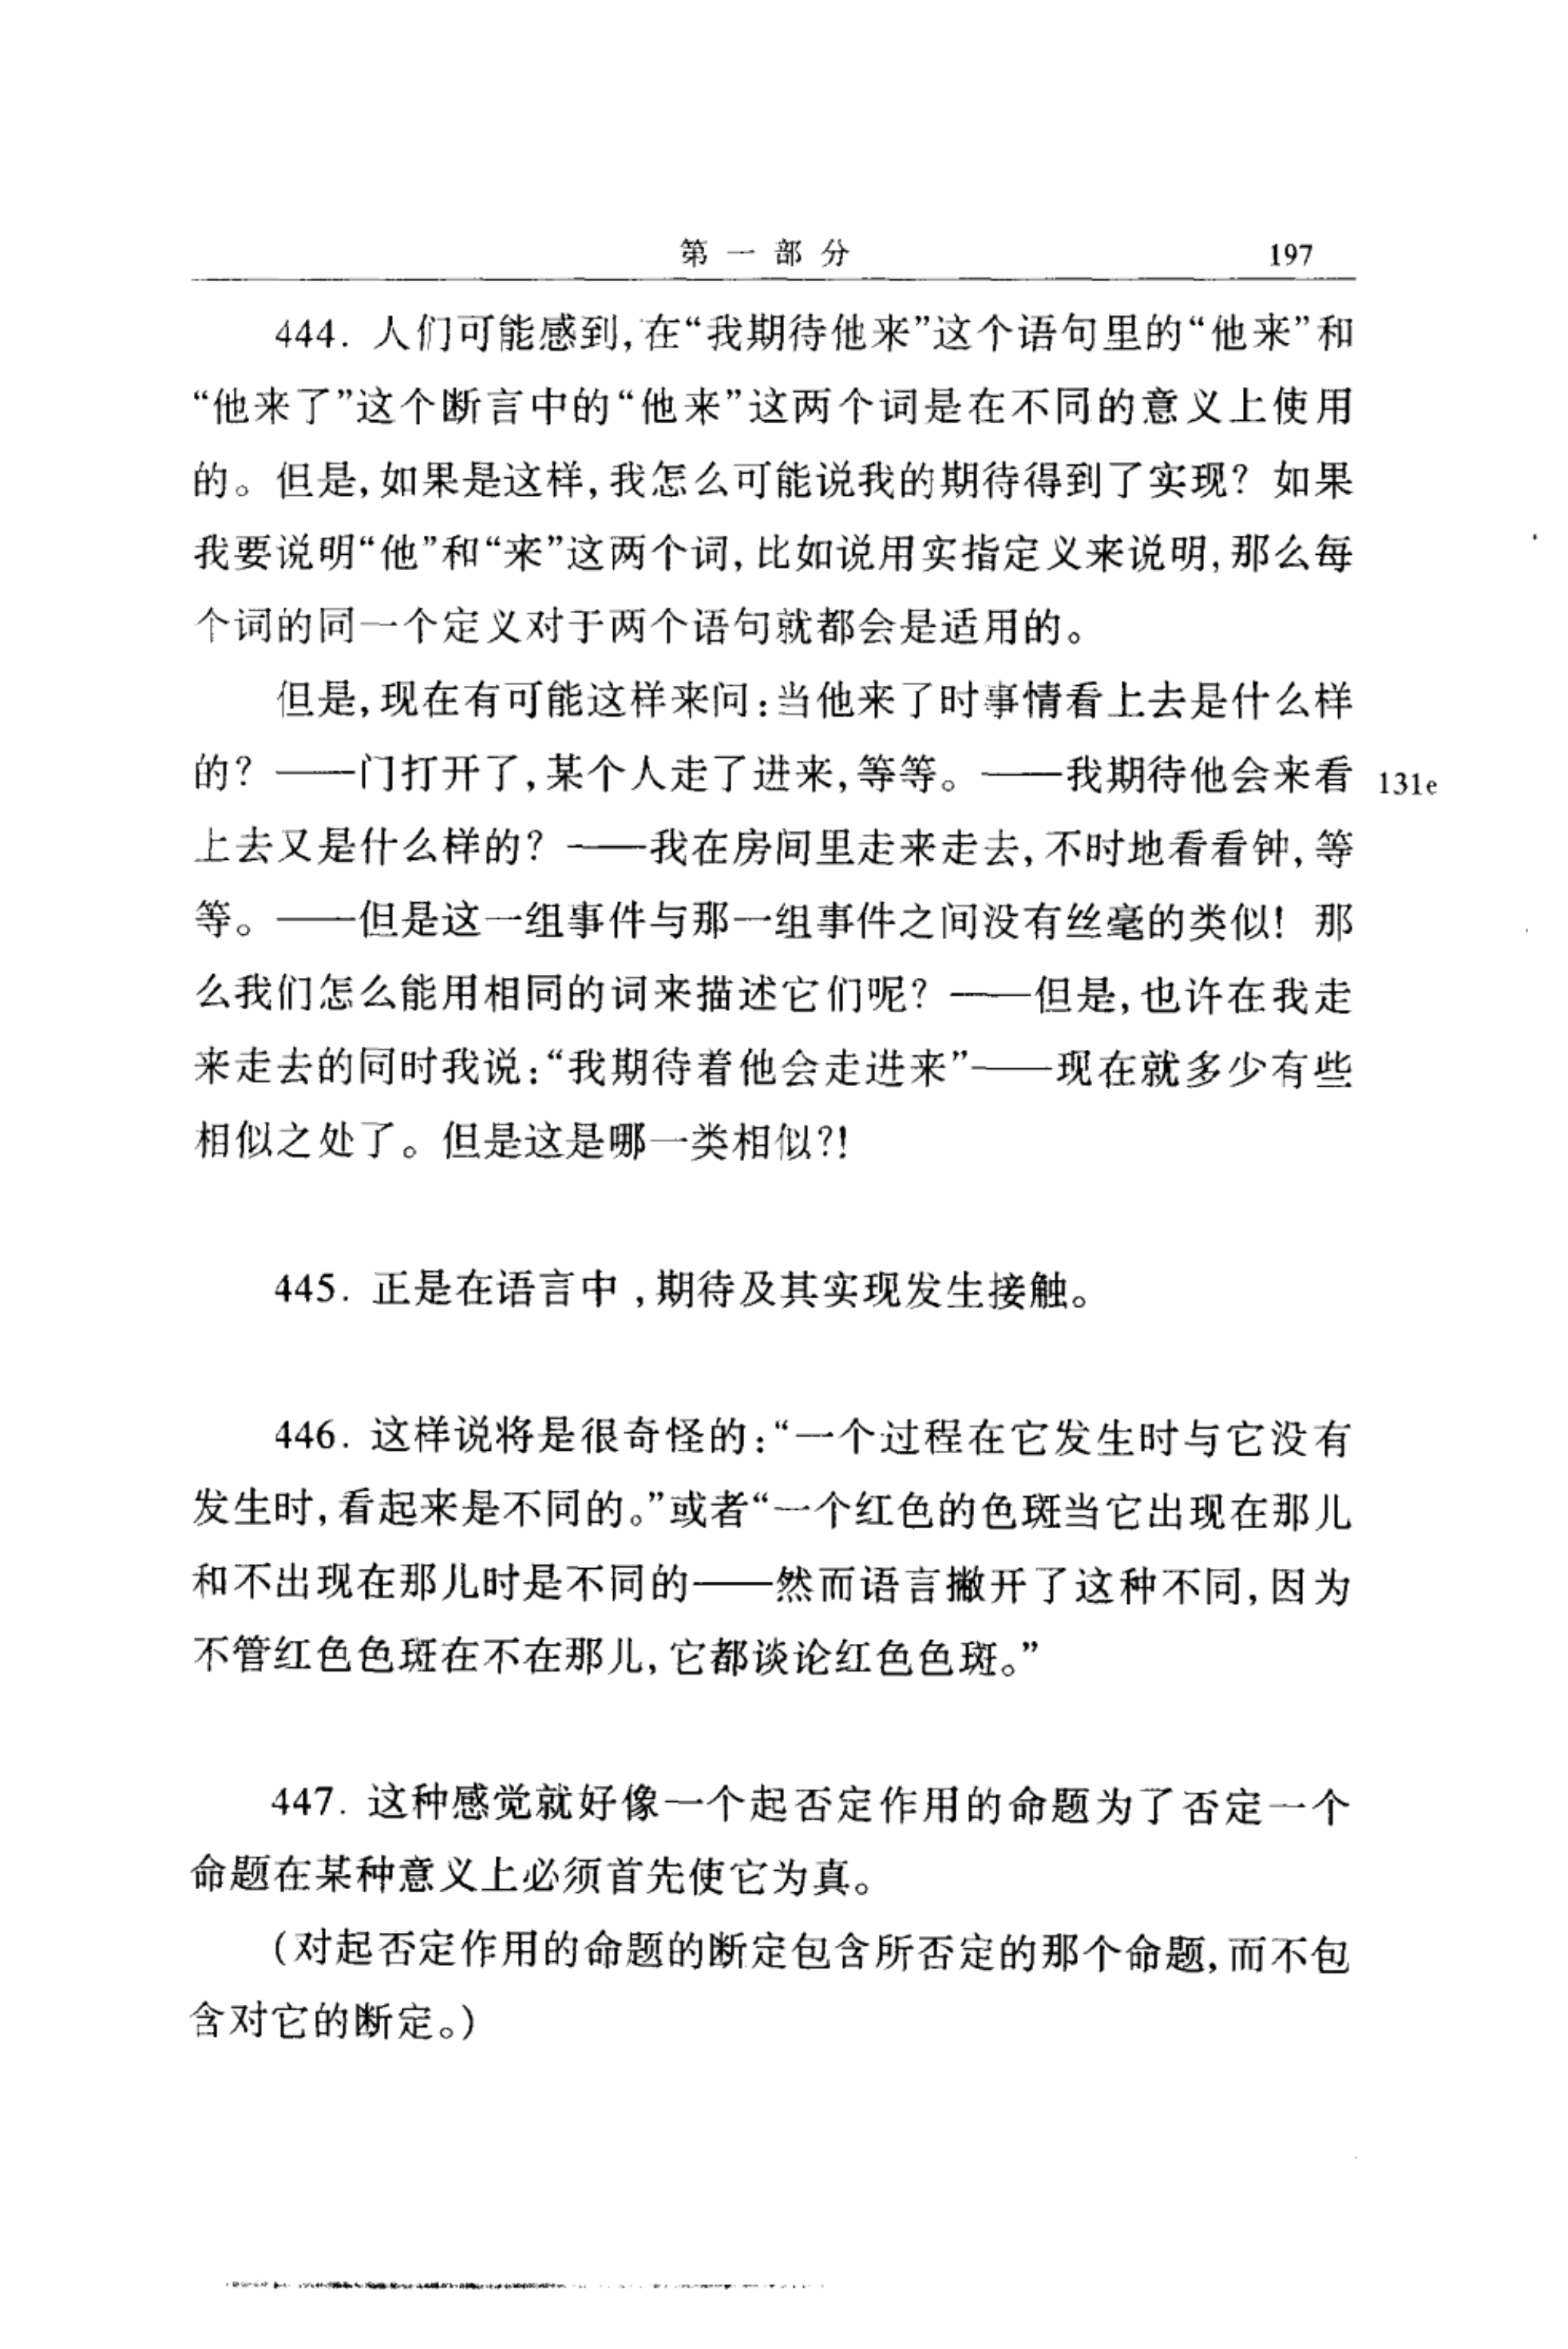 第一部分 197
444. 人们可能感到,在“我期待他来”这个语句里的“他来”和
“他来了”这个断言中的“他来”这两个词是在不同的意义上使用
的。但是,如果是这样,我怎么可能说我的期待得到了实现? 如果
我要说明“他”和“来”这两个词,比如说用实指定义来说明,那么每
个词的同一个定义对于两个语句就都会是适用的。
但是,现在有可能这样来问:当他来了时事情看上去是什么样
的? ——门打开了,某个人走了进来,等等。——我期待他会来看 131e
上去又是什么样的? ——我在房间里走来走去,不时地看看钟,等
等。——但是这一组事件与那一组事件之间没有丝毫的类似! 那
么我们怎么能用相同的词来描述它们呢? ——但是,也许在我走
来走去的同时我说:“我期待着他会走进来”——现在就多少有些
相似之处了。但是这是哪一类相似?!
445. 正是在语言中,期待及其实现发生接触。
446. 这样说将是很奇怪的:“一个过程在它发生时与它没有
发生时,看起来是不同的。”或者“一个红色的色斑当它出现在那儿
和不出现在那儿时是不同的——然而语言撇开了这种不同,因为
不管红色色斑在不在那儿,它都谈论红色色斑。”
447. 这种感觉就好像一个起否定作用的命题为了否定一个
命题在某种意义上必须首先使它为真。
(对起否定作用的命题的断定包含所否定的那个命题,而不包
含对它的断定。)